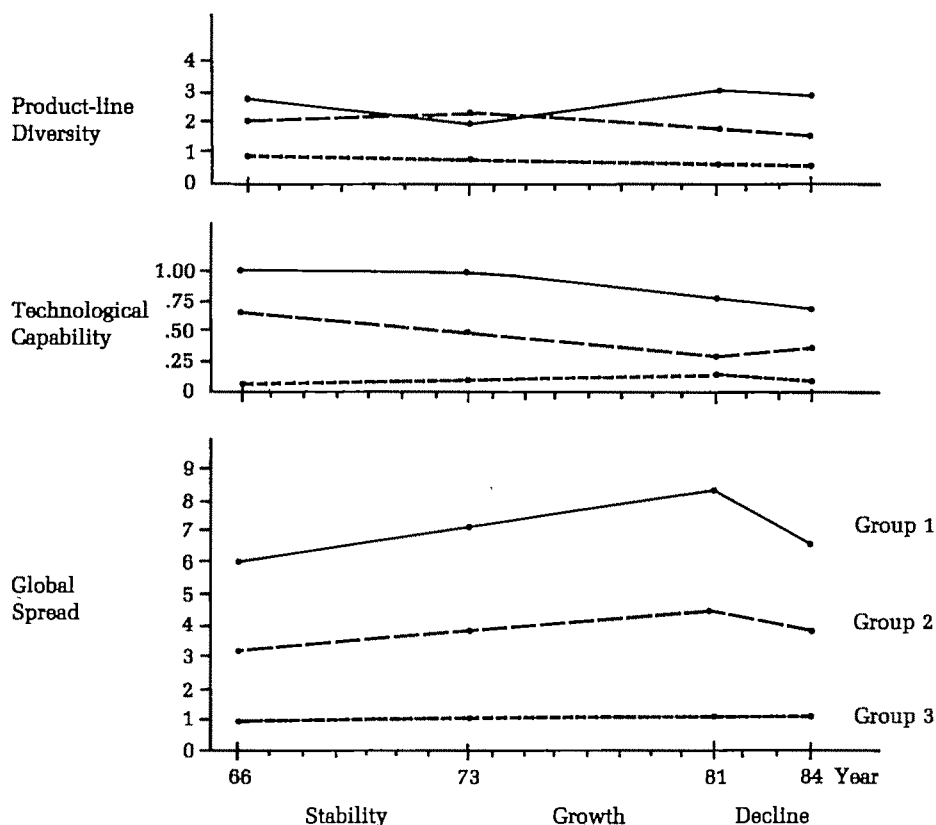 4
3
Product-line
2
Diversity
1
0
1.00
.75
Technological
Capability
.50
.25
0
9
8
7
Group 1
6
Global
5
Spread
4
Group 2
3
2
1
Group 3
0
66 73 81 84 Year
Stability Growth Decline